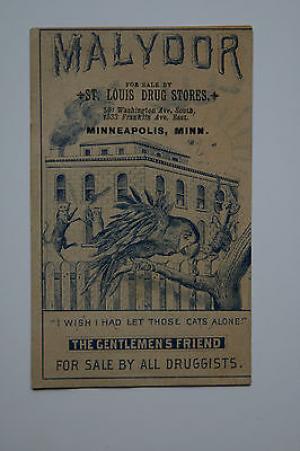 MALYDOR
FOR SALE BY
ST. LOUIS DRUG STORES.
Washington Ave. South,
1533 Franklin Ave. East.
MINNEAPOLIS, MINN.
"I WISH I HAD LET THOSE CATS ALONE!"
THE GENTLEMEN'S FRIEND
FOR SALE BY ALL DRUGGISTS.